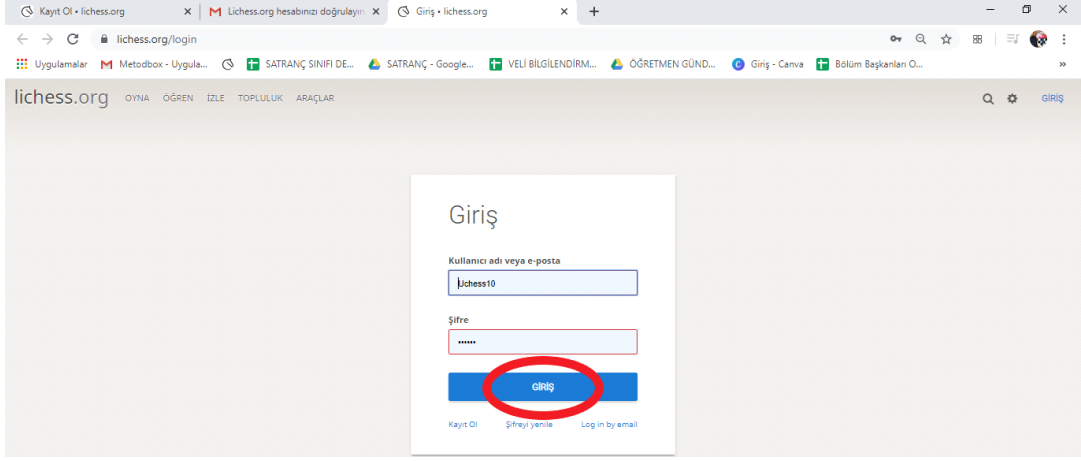 Kayıt Ol • lichess.org
Lichess.org hesabınızı doğrulayın
Giriş • lichess.org
lichess.org/login
Uygulamalar Metodbox - Uygula... SATRANÇ SINIFI DE... SATRANÇ - Google... VELİ BİLGİLENDİRM... ÖĞRETMEN GÜND... Giriş - Canva Bölüm Başkanları O... »
lichess.org OYNA ÖĞREN İZLE TOPLULUK ARAÇLAR GİRİŞ
Giriş
Kullanıcı adı veya e-posta
Uchess10
Şifre
••••••
GİRİŞ
Kayıt Ol Şifreyi yenile Log in by email